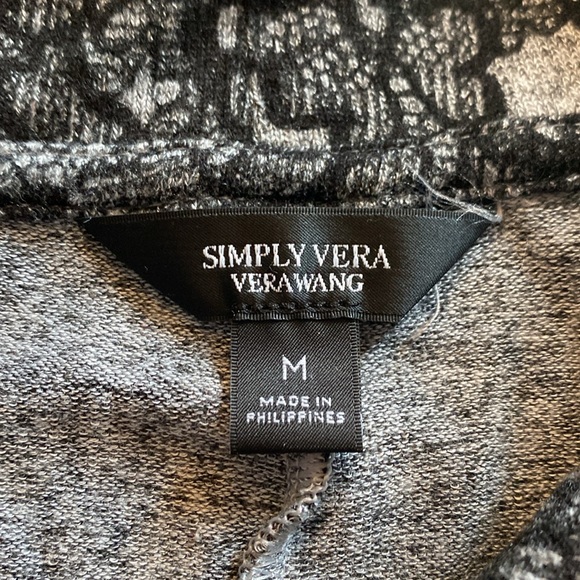 SIMPLY VERA
VERAWANG
M
MADE IN
PHILIPPINES